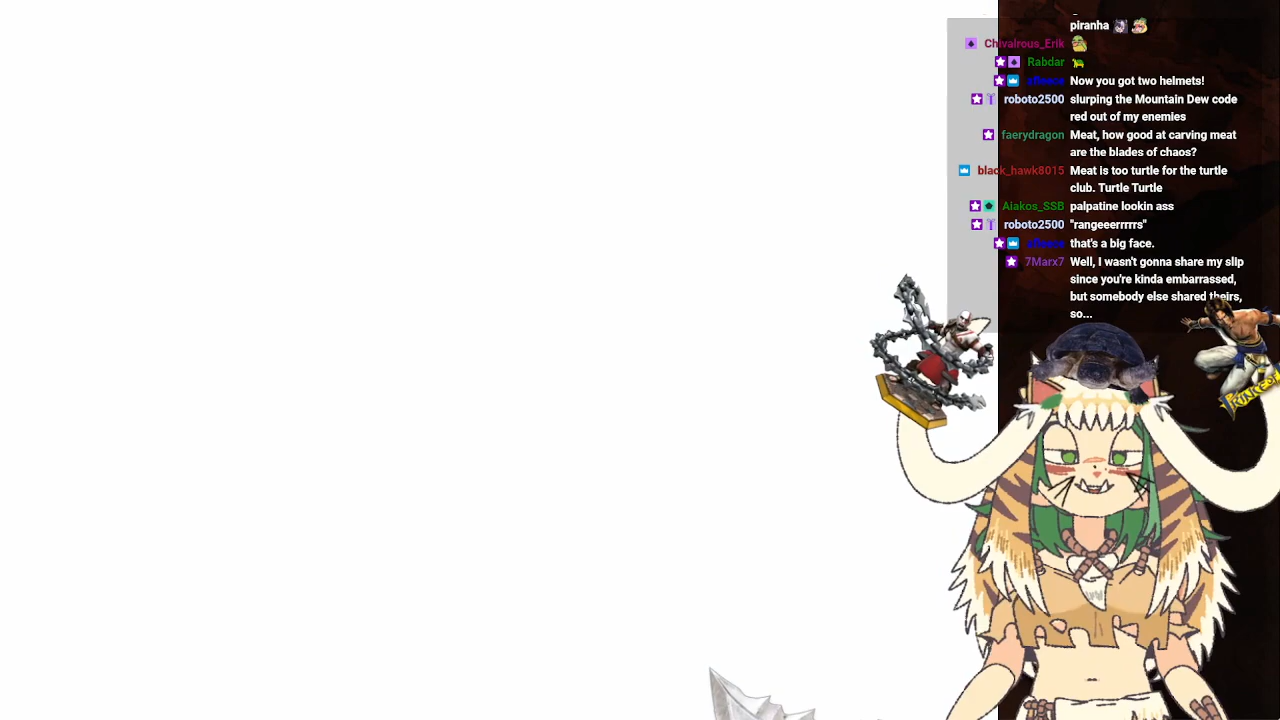 piranha
Chivalrous_Erik
Rabdar
Now you got two helmets!
roboto2500 slurping the Mountain Dew code
red out of my enemies
faerydragon Meat, how good at carving meat
are the blades of chaos?
black_hawk8015 Meat is too turtle for the turtle
club. Turtle Turtle
Aiakos_SSB palpatine lookin ass
roboto2500 "rangeeerrrrrs"
that's a big face.
7Marx7 Well, I wasn't gonna share my slip
since you're kinda embarrassed,
but somebody else shared theirs,
so...